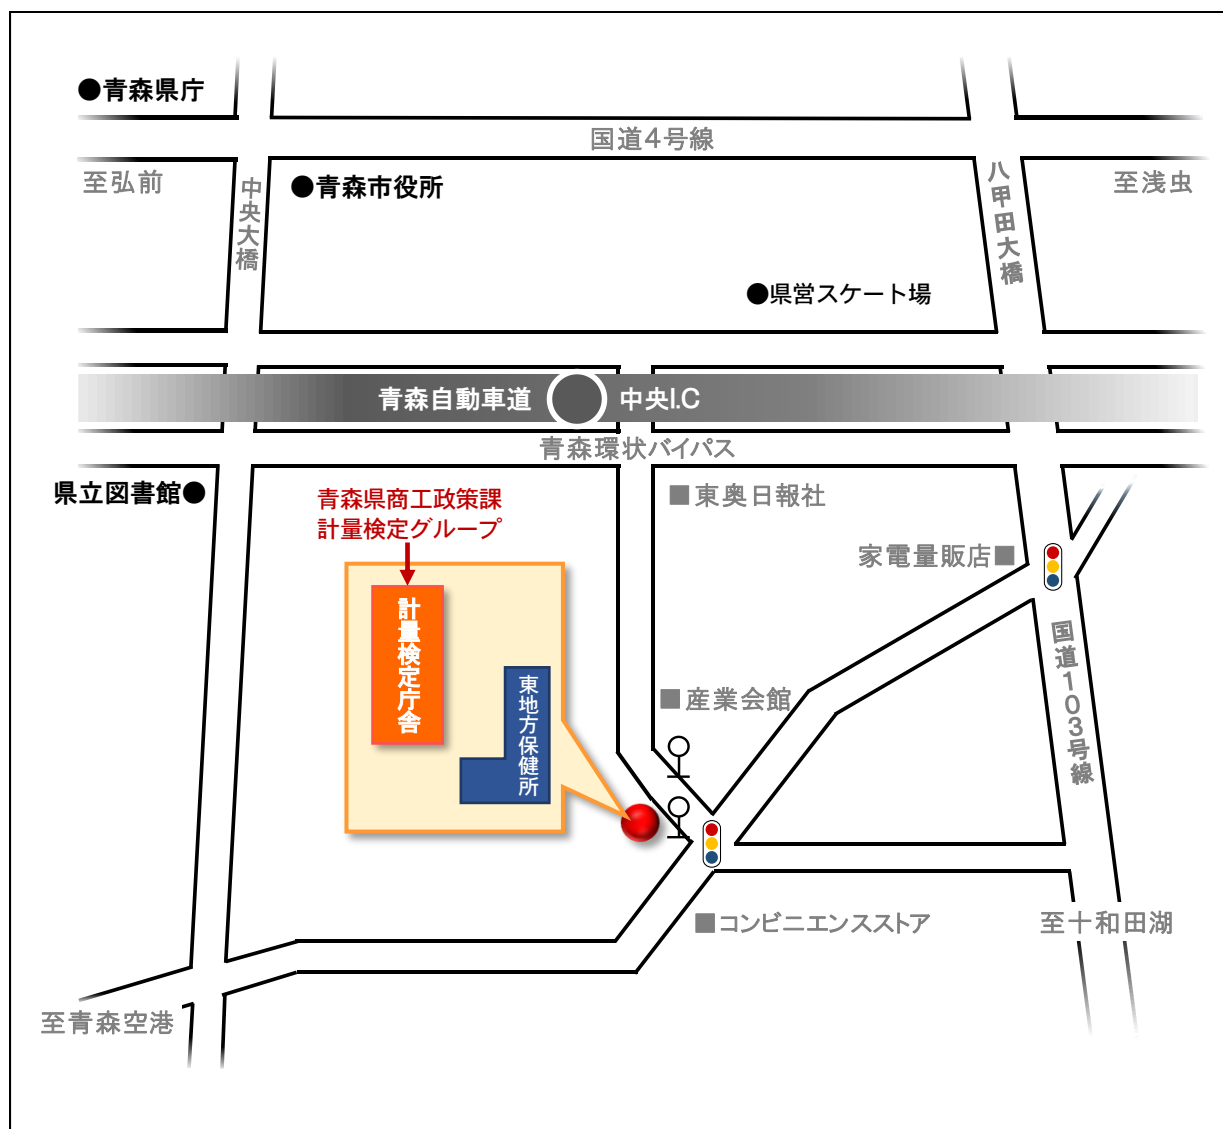 ●青森県庁
国道4号線
至弘前
●青森市役所
至浅虫
中央大橋
八甲田大橋
●県営スケート場
青森自動車道
中央I.C
青森環状バイパス
県立図書館●
青森県商工政策課
計量検定グループ
■東奥日報社
家電量販店■
計量検定庁舎
国道103号線
東地方保健所
■産業会館
■コンビニエンスストア
至十和田湖
至青森空港